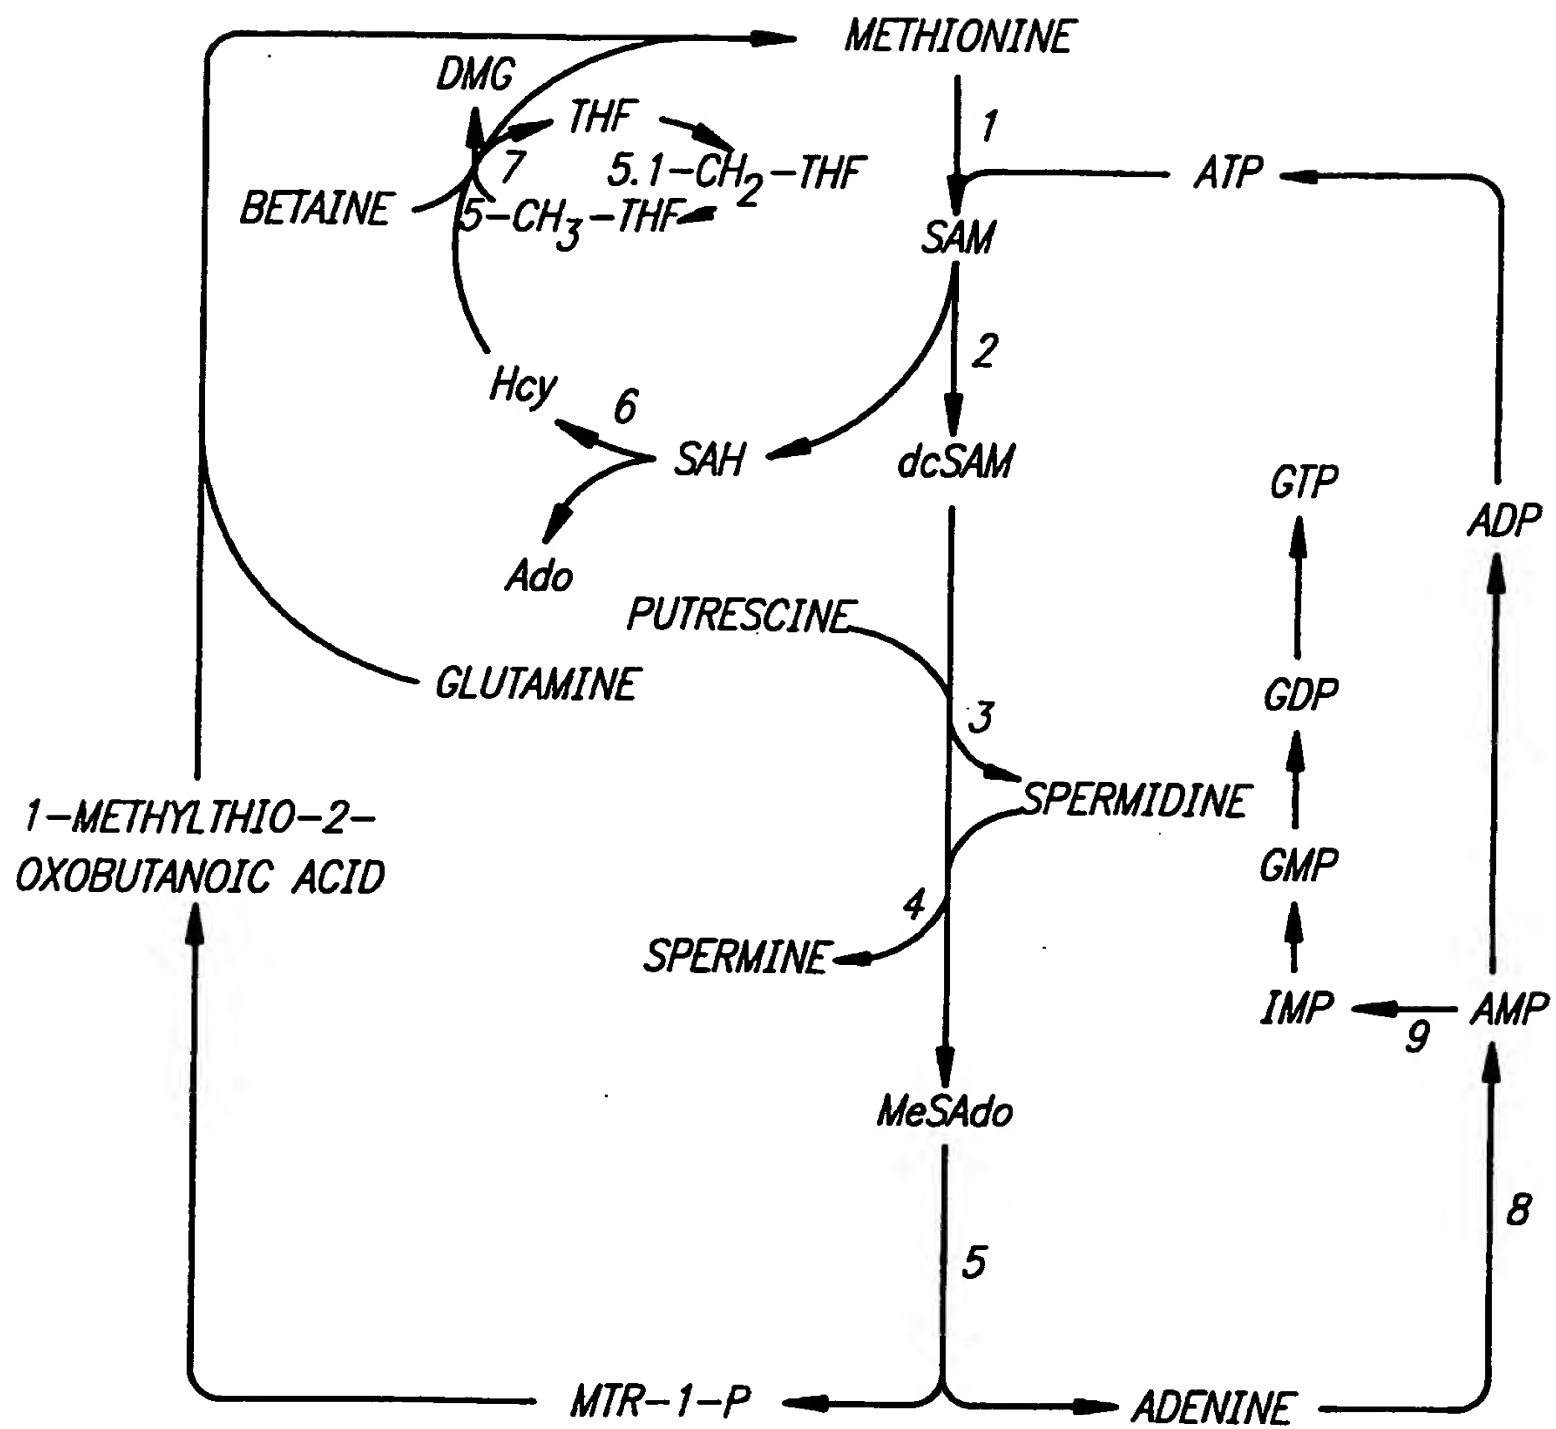 METHIONINE
DMG
THF
1
7
5.1-CH2-THF
ATP
BETAINE
5-CH3-THF
SAM
2
Hcy
6
SAH
dcSAM
GTP
ADP
Ado
PUTRESCINE
GLUTAMINE
GDP
3
SPERMIDINE
1-METHYLTHIO-2-
OXOBUTANOIC ACID
GMP
4
SPERMINE
IMP
AMP
9
MeSAdo
8
5
MTR-1-P
ADENINE